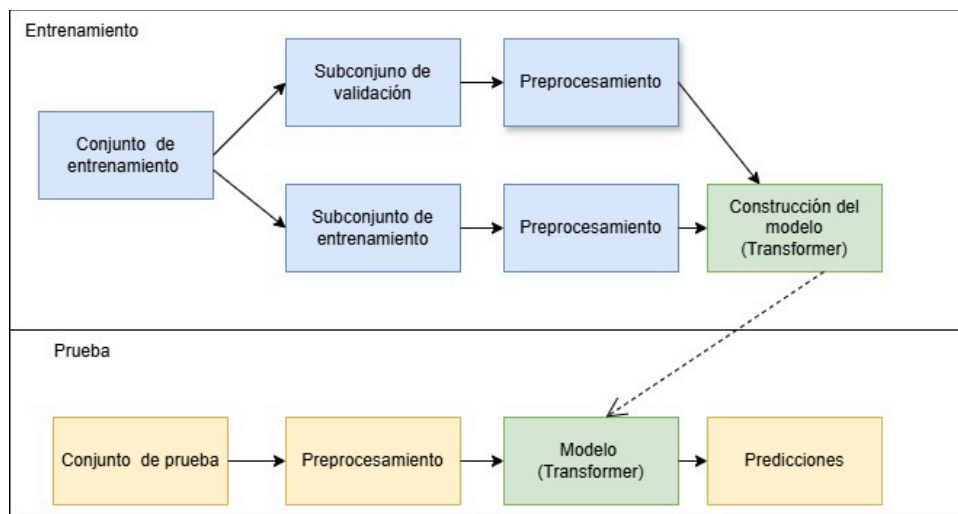 Entrenamiento
Subconjuno de
validación
Preprocesamiento
Conjunto de
entrenamiento
Subconjunto de
entrenamiento
Preprocesamiento
Construcción del
modelo
(Transformer)
Prueba
Conjunto de prueba
Preprocesamiento
Modelo
(Transformer)
Predicciones